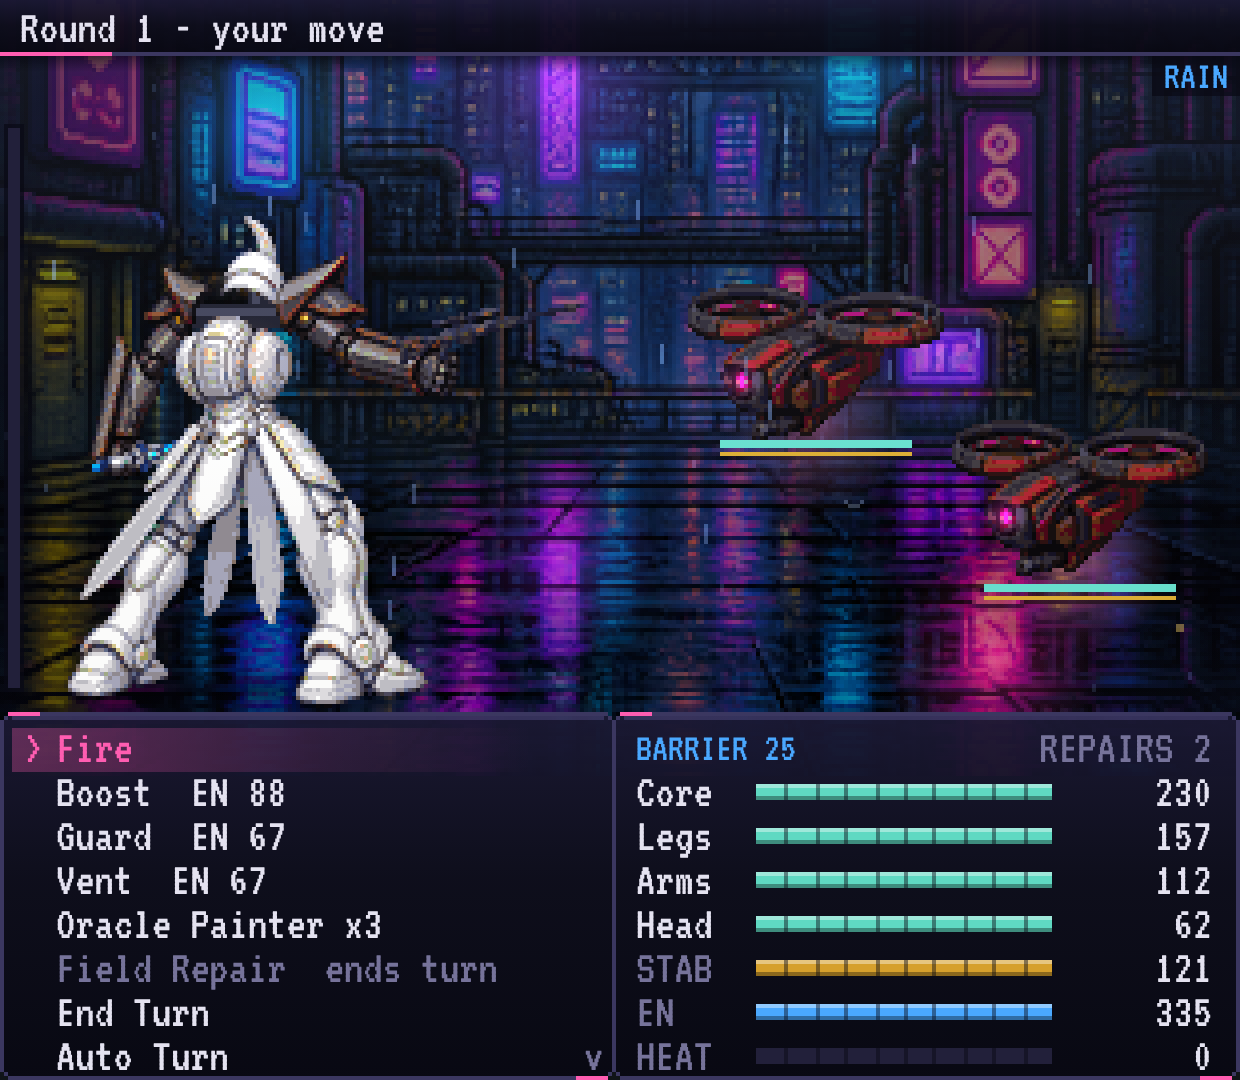 Round 1 - your move
RAIN
> Fire
Boost EN 88
Guard EN 67
Vent EN 67
Oracle Painter x3
Field Repair ends turn
End Turn
Auto Turn v
BARRIER 25 REPAIRS 2
Core 230
Legs 157
Arms 112
Head 62
STAB 121
EN 335
HEAT 0